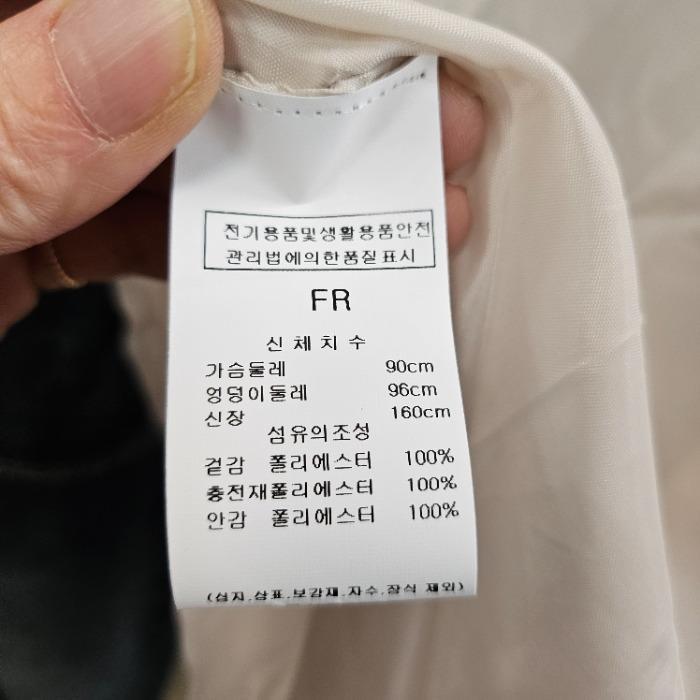 전기용품및생활용품안전
관리법에의한품질표시
FR
신체치수
가슴둘레 90cm
엉덩이둘레 96cm
신장 160cm
섬유의조성
겉감 폴리에스터 100%
충전재폴리에스터 100%
안감 폴리에스터 100%
(심지,상표,보강재,자수,장식 제외)